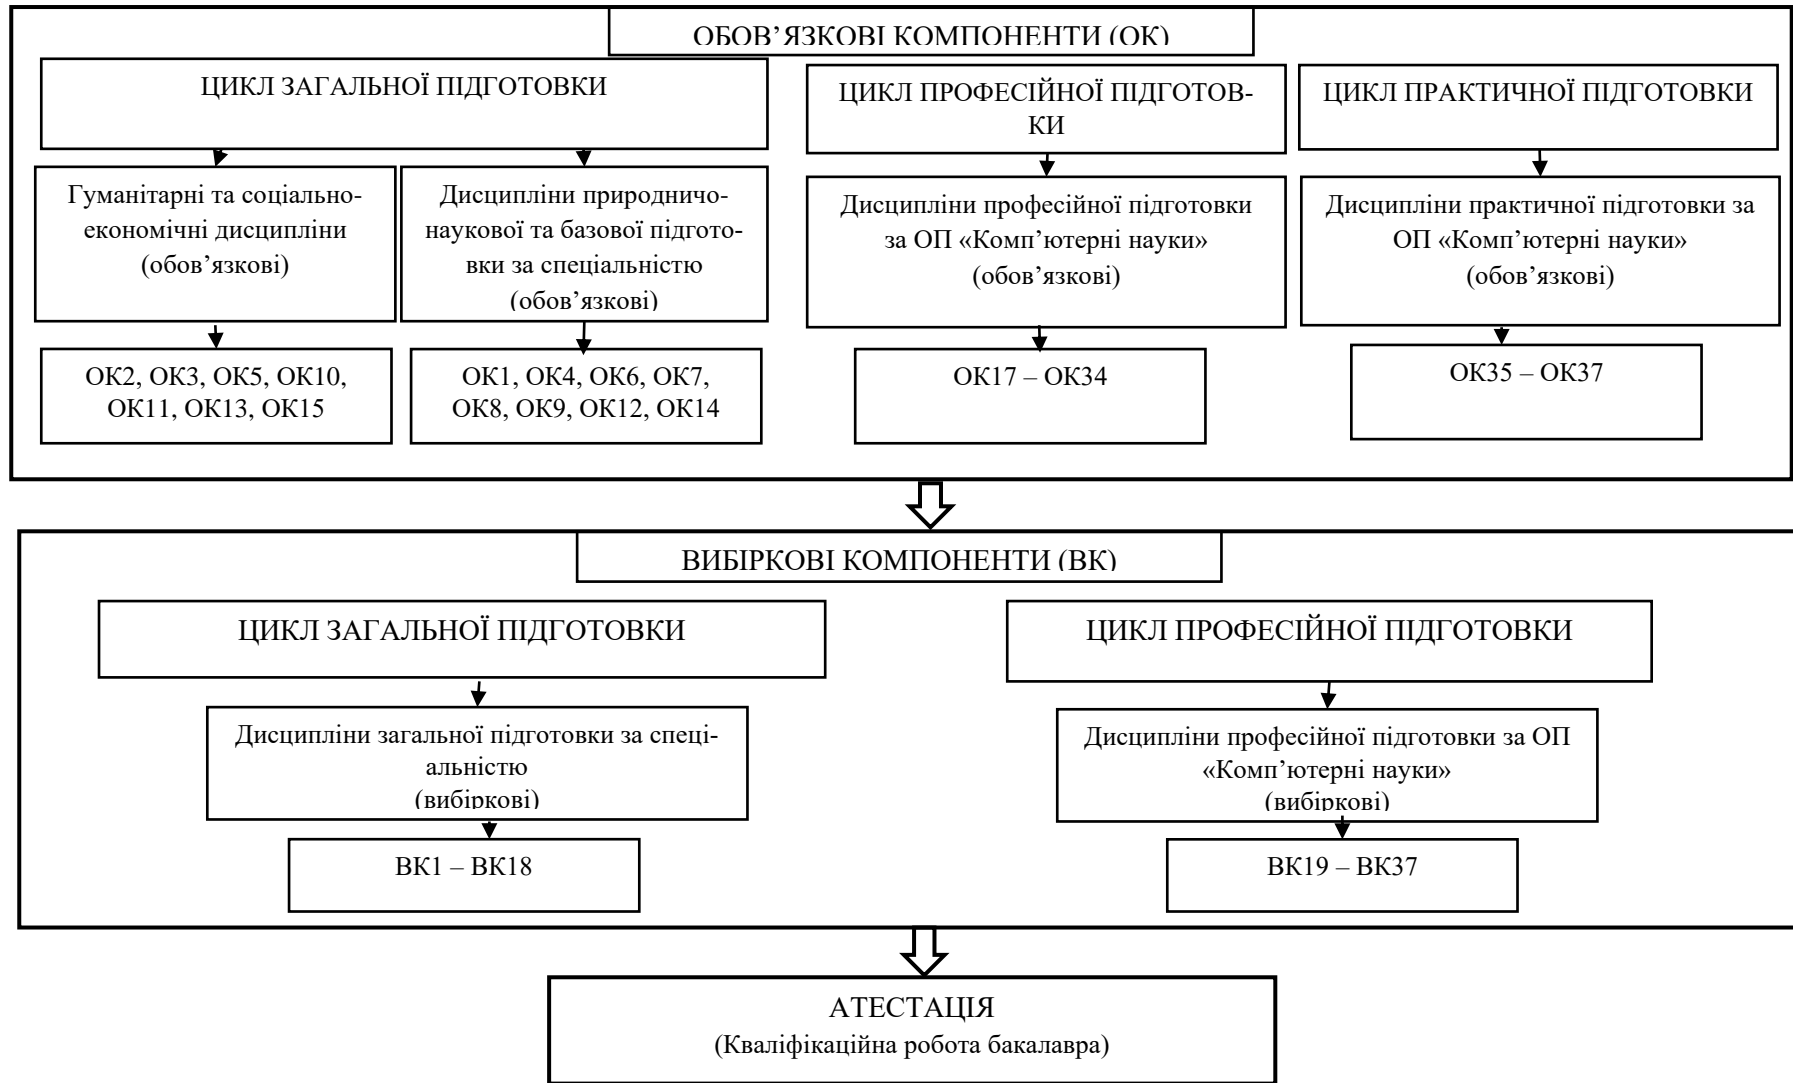 ОБОВ’ЯЗКОВІ КОМПОНЕНТИ (ОК)
ЦИКЛ ЗАГАЛЬНОЇ ПІДГОТОВКИ
Гуманітарні та соціально-
економічні дисципліни
(обов’язкові)
ОК2, ОК3, ОК5, ОК10,
ОК11, ОК13, ОК15
Дисципліни природничо-
наукової та базової підгото-
вки за спеціальністю
(обов’язкові)
ОК1, ОК4, ОК6, ОК7,
ОК8, ОК9, ОК12, ОК14
ЦИКЛ ПРОФЕСІЙНОЇ ПІДГОТОВ-
КИ
Дисципліни професійної підготовки
за ОП «Комп’ютерні науки»
(обов’язкові)
ОК17 – ОК34
ЦИКЛ ПРАКТИЧНОЇ ПІДГОТОВКИ
Дисципліни практичної підготовки за
ОП «Комп’ютерні науки»
(обов’язкові)
ОК35 – ОК37
ВИБІРКОВІ КОМПОНЕНТИ (ВК)
ЦИКЛ ЗАГАЛЬНОЇ ПІДГОТОВКИ
Дисципліни загальної підготовки за спеці-
альністю
(вибіркові)
ВК1 – ВК18
ЦИКЛ ПРОФЕСІЙНОЇ ПІДГОТОВКИ
Дисципліни професійної підготовки за ОП
«Комп’ютерні науки»
(вибіркові)
ВК19 – ВК37
АТЕСТАЦІЯ
(Кваліфікаційна робота бакалавра)